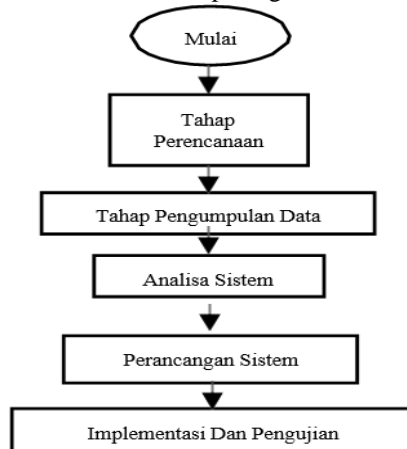 Mulai
Tahap
Perencanaan
Tahap Pengumpulan Data
Analisa Sistem
Perancangan Sistem
Implementasi Dan Pengujian